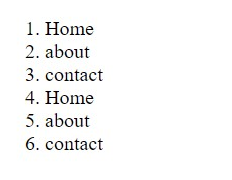 1. Home
2. about
3. contact
4. Home
5. about
6. contact